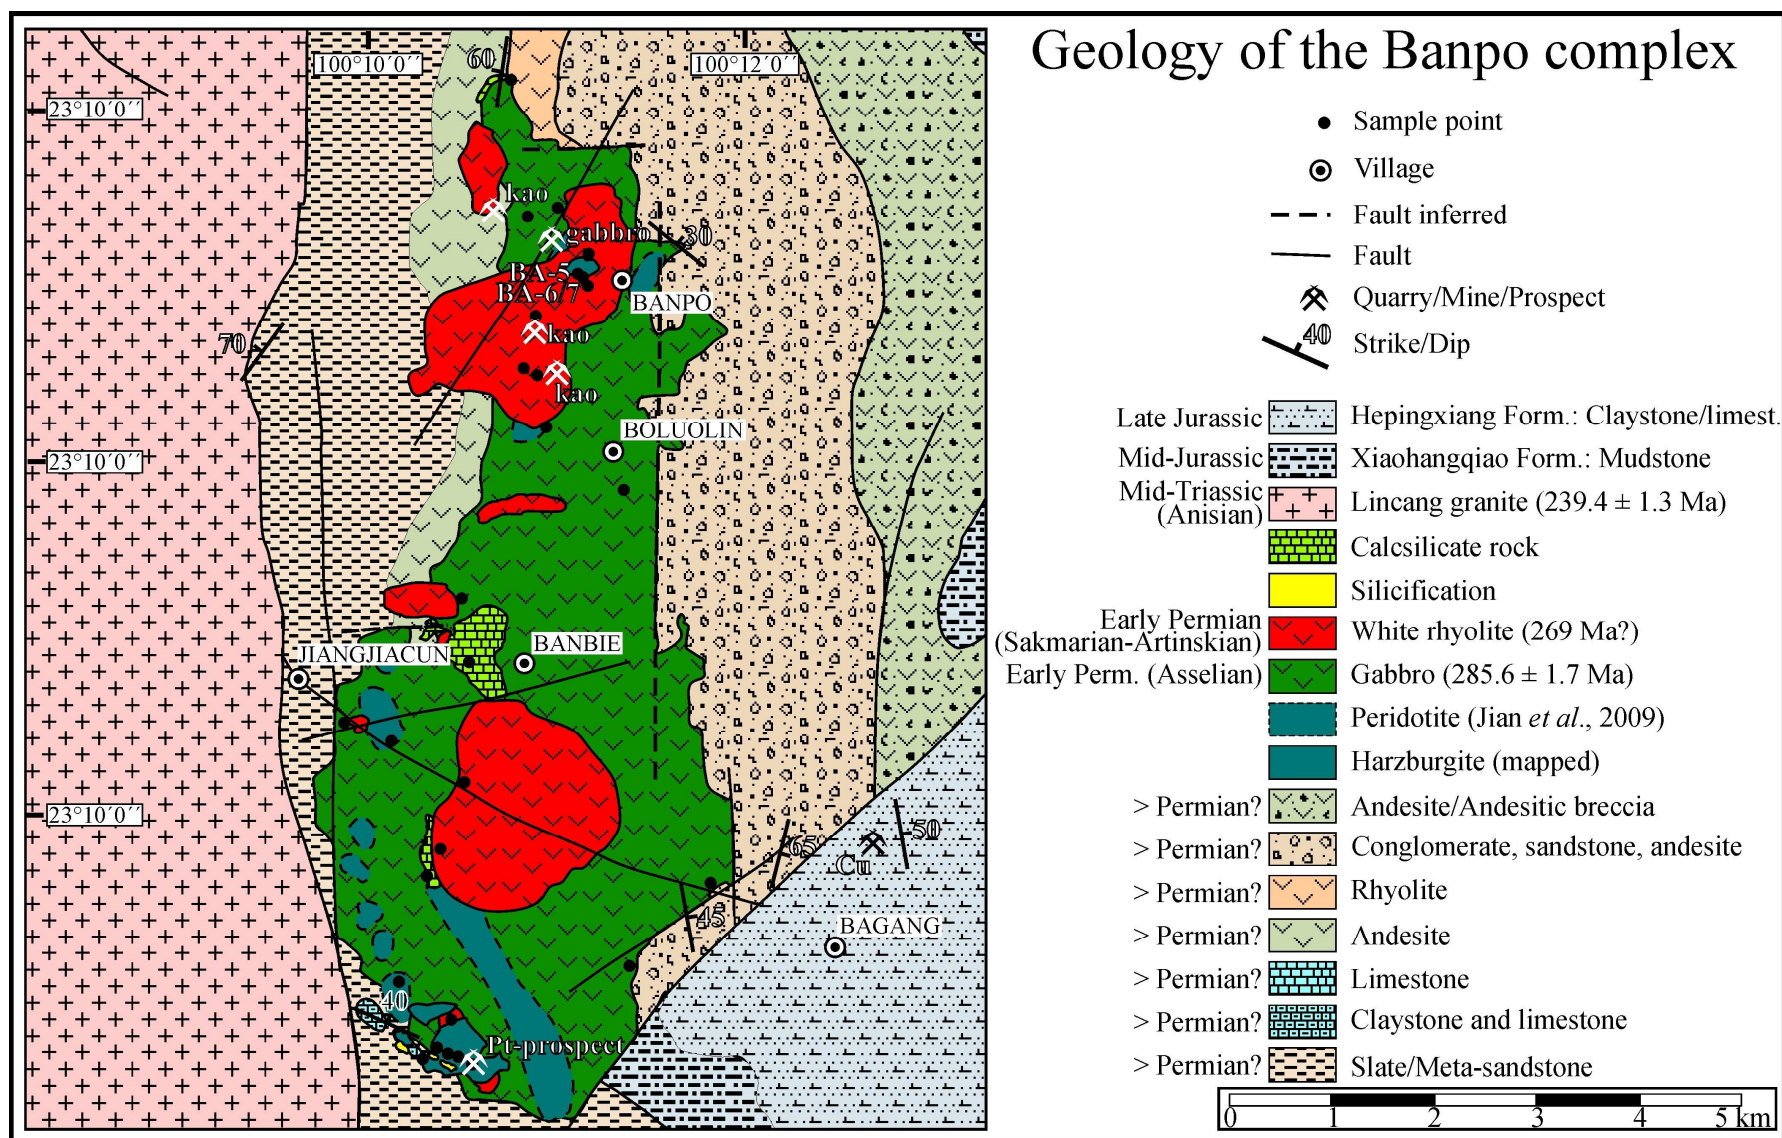 Geology of the Banpo complex
60
100°10´0´´
100°12´0´´
23°10´0´´
kao
gabbro
30
BA-5
BA-6/7
BANPO
70
kao
kao
BOLUOLIN
23°10´0´´
JIANGJIACUN
BANBIE
23°10´0´´
65
50
Cu
45
BAGANG
40
Pt-prospect
Sample point
Village
Fault inferred
Fault
Quarry/Mine/Prospect
40
Strike/Dip
Late Jurassic Hepingxiang Form.: Claystone/limest.
Mid-Jurassic Xiaohangqiao Form.: Mudstone
Mid-Triassic
(Anisian)
Lincang granite (239.4 ± 1.3 Ma)
Calcsilicate rock
Silicification
Early Permian
(Sakmarian-Artinskian)
White rhyolite (269 Ma?)
Early Perm. (Asselian) Gabbro (285.6 ± 1.7 Ma)
Peridotite (Jian et al., 2009)
Harzburgite (mapped)
> Permian? Andesite/Andesitic breccia
> Permian? Conglomerate, sandstone, andesite
> Permian? Rhyolite
> Permian? Andesite
> Permian? Limestone
> Permian? Claystone and limestone
> Permian? Slate/Meta-sandstone
0 1 2 3 4 5 km